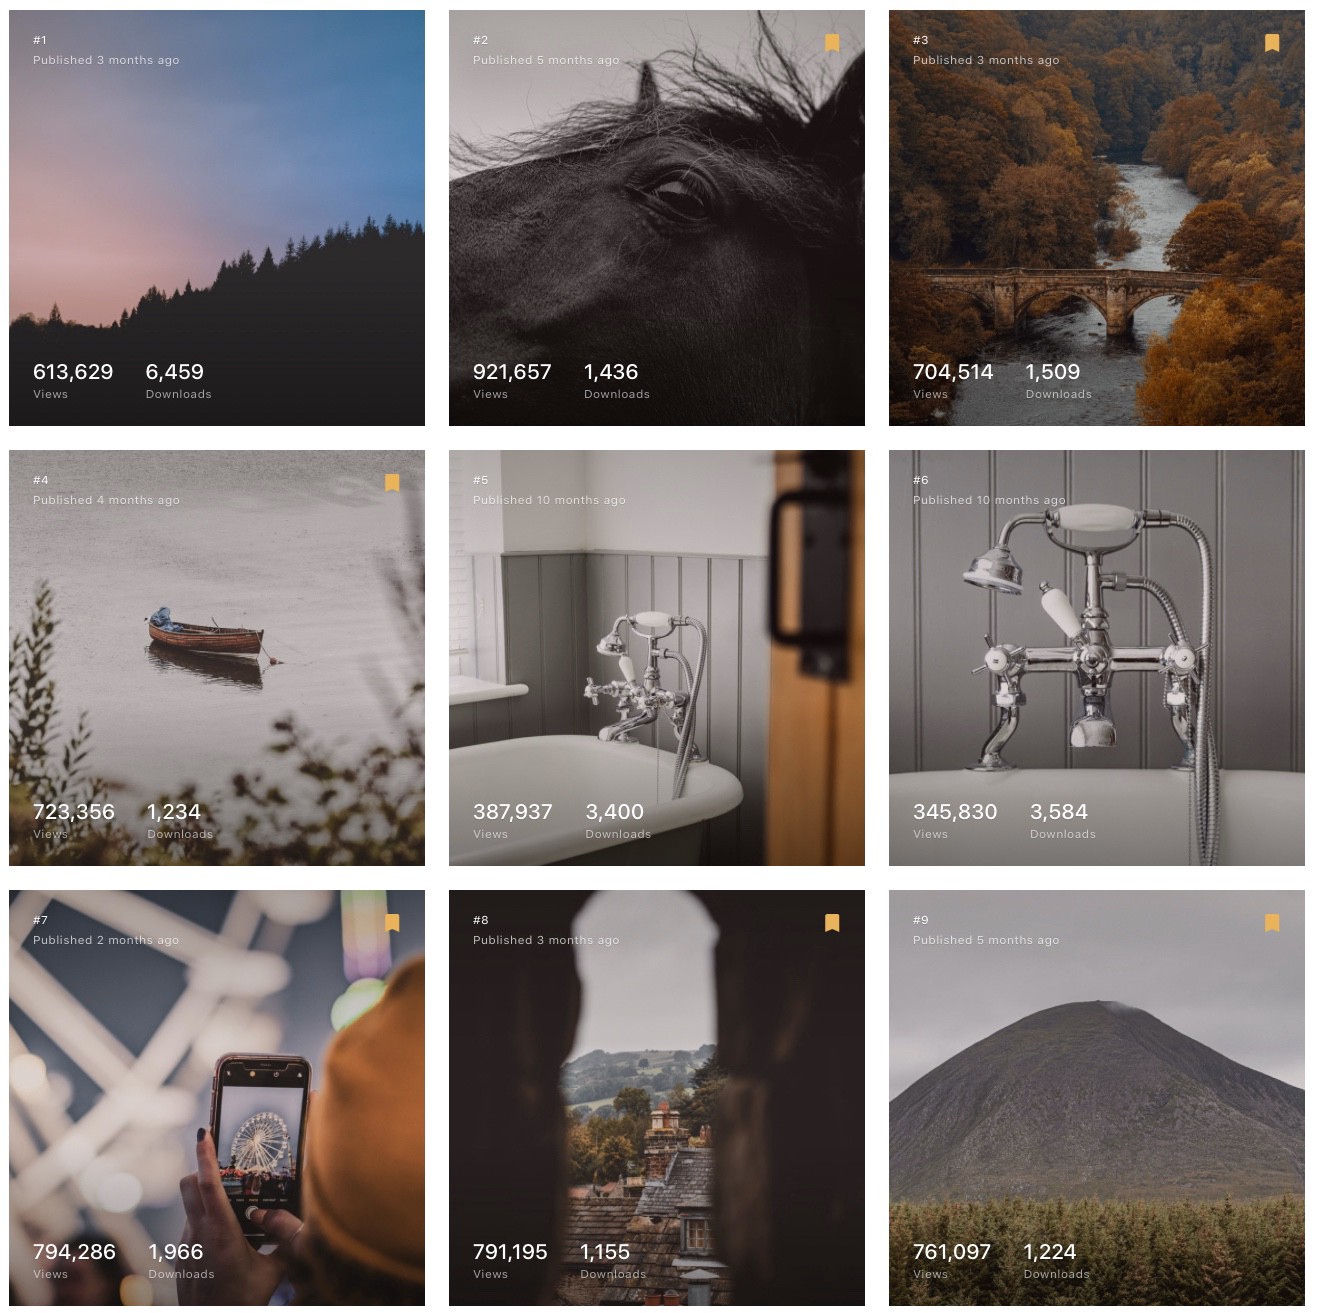 #1
Published 3 months ago
613,629 6,459
Views Downloads
#2
Published 5 months ago
921,657 1,436
Views Downloads
#3
Published 3 months ago
704,514 1,509
Views Downloads
#4
Published 4 months ago
723,356 1,234
Views Downloads
#5
Published 10 months ago
387,937 3,400
Views Downloads
#6
Published 10 months ago
345,830 3,584
Views Downloads
#7
Published 2 months ago
794,286 1,966
Views Downloads
#8
Published 3 months ago
791,195 1,155
Views Downloads
#9
Published 5 months ago
761,097 1,224
Views Downloads